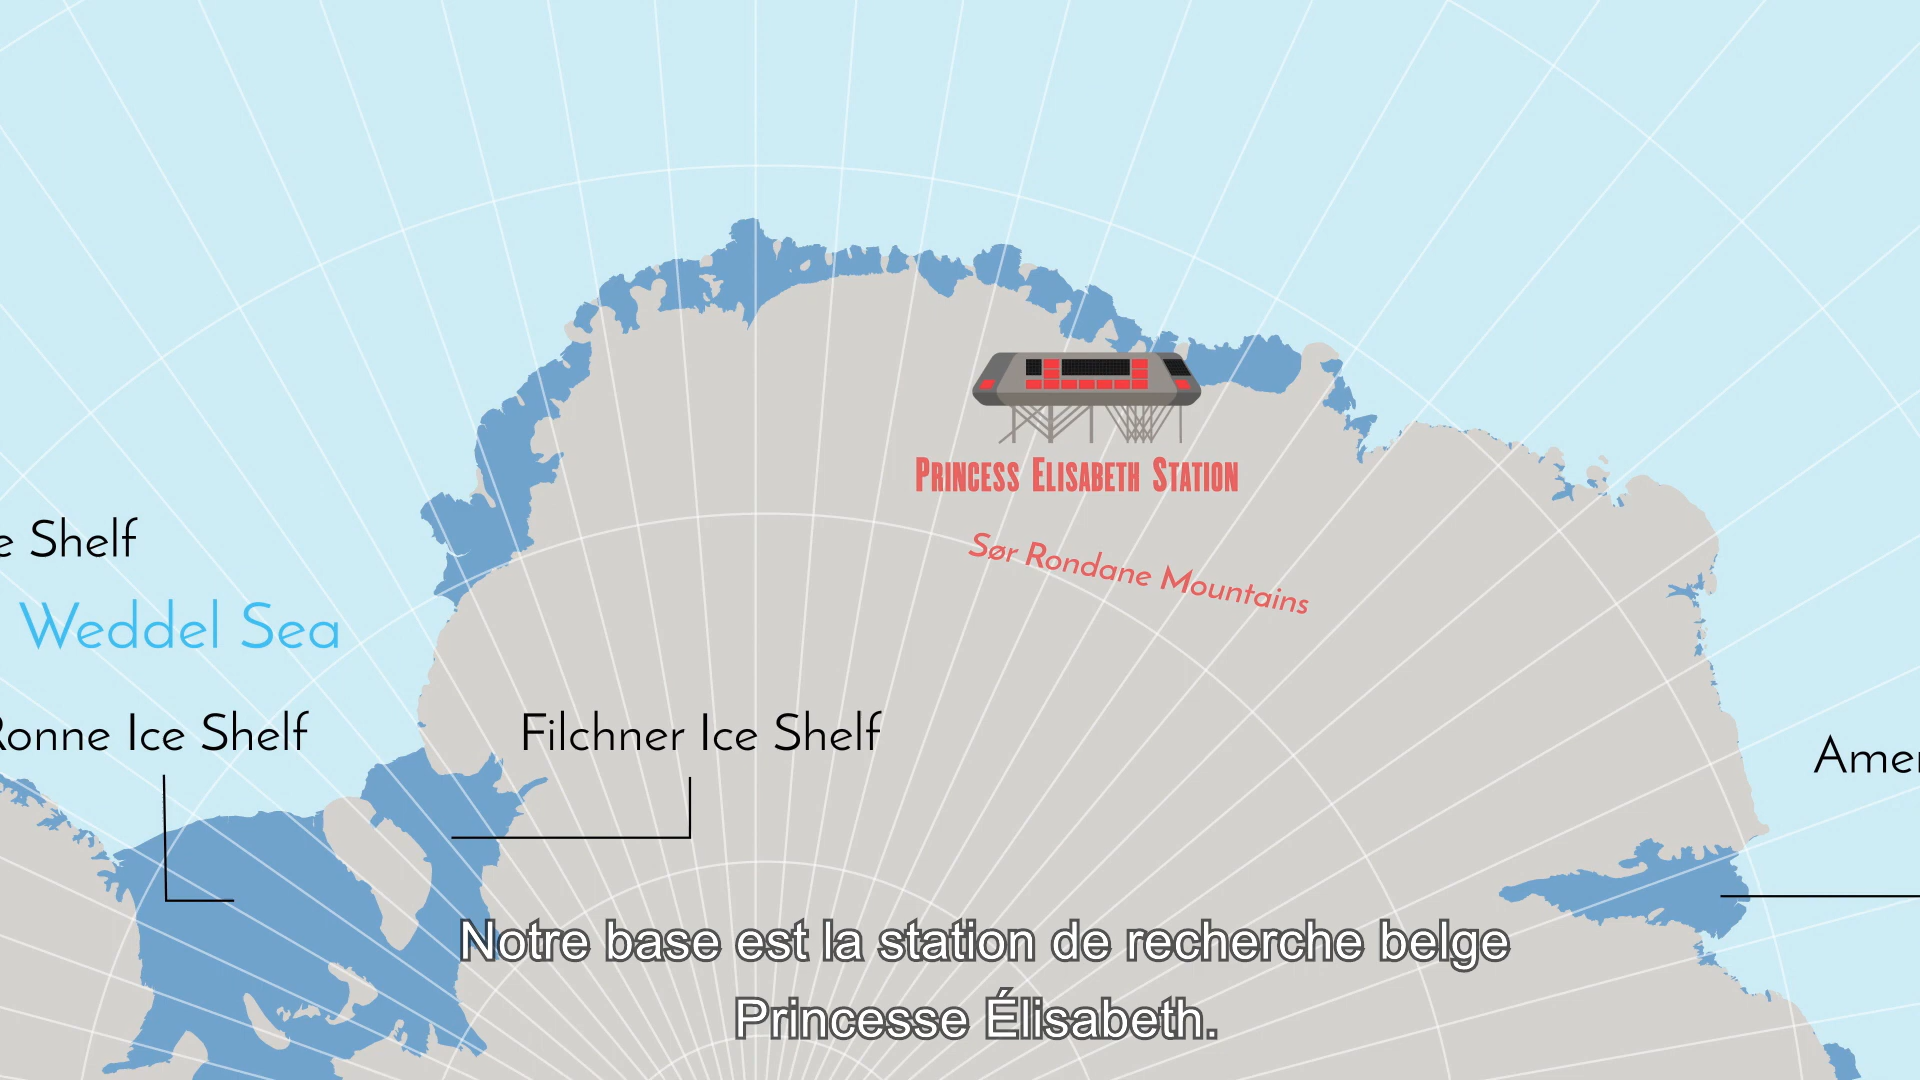 Princess Elisabeth Station
Sør Rondane Mountains
e Shelf
Weddel Sea
Ronne Ice Shelf
Filchner Ice Shelf
Amer
Notre base est la station de recherche belge
Princesse Élisabeth.